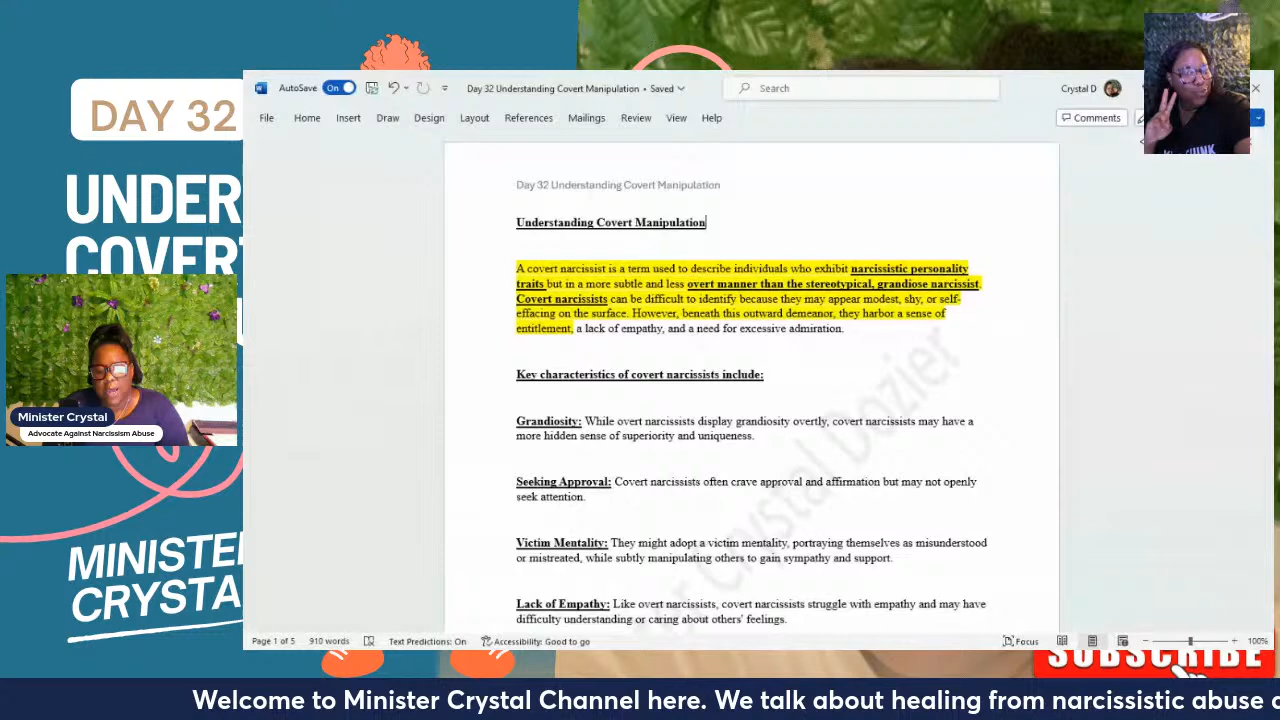 DAY 32
UNDER
COVERT
MINISTE
CRYSTA
Minister Crystal
Advocate Against Narcissism Abuse
AutoSave On
Day 32 Understanding Covert Manipulation • Saved
Search
Crystal D
File Home Insert Draw Design Layout References Mailings Review View Help
Comments
Day 32 Understanding Covert Manipulation
Understanding Covert Manipulation
A covert narcissist is a term used to describe individuals who exhibit narcissistic personality
traits but in a more subtle and less overt manner than the stereotypical, grandiose narcissist.
Covert narcissists can be difficult to identify because they may appear modest, shy, or self-
effacing on the surface. However, beneath this outward demeanor, they harbor a sense of
entitlement, a lack of empathy, and a need for excessive admiration.
Key characteristics of covert narcissists include:
Grandiosity: While overt narcissists display grandiosity overtly, covert narcissists may have a
more hidden sense of superiority and uniqueness.
Seeking Approval: Covert narcissists often crave approval and affirmation but may not openly
seek attention.
Victim Mentality: They might adopt a victim mentality, portraying themselves as misunderstood
or mistreated, while subtly manipulating others to gain sympathy and support.
Lack of Empathy: Like overt narcissists, covert narcissists struggle with empathy and may have
difficulty understanding or caring about others' feelings.
Crystal Dozier
Page 1 of 5 910 words Text Predictions: On Accessibility: Good to go Focus 100%
SUBSCRIBE
Welcome to Minister Crystal Channel here. We talk about healing from narcissistic abuse